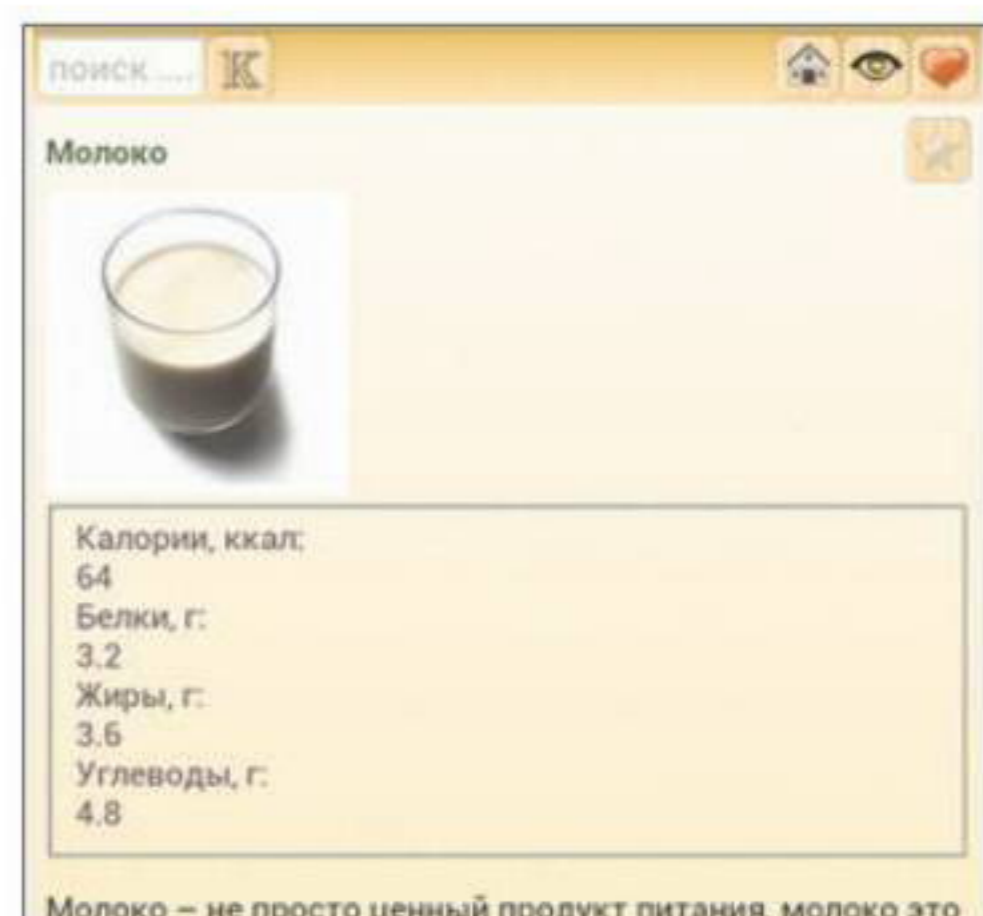 поиск ....
K
Молоко
Калории, ккал:
64
Белки, г:
3.2
Жиры, г:
3.6
Углеводы, г:
4.8
Молоко – не просто ценный продукт питания, молоко это